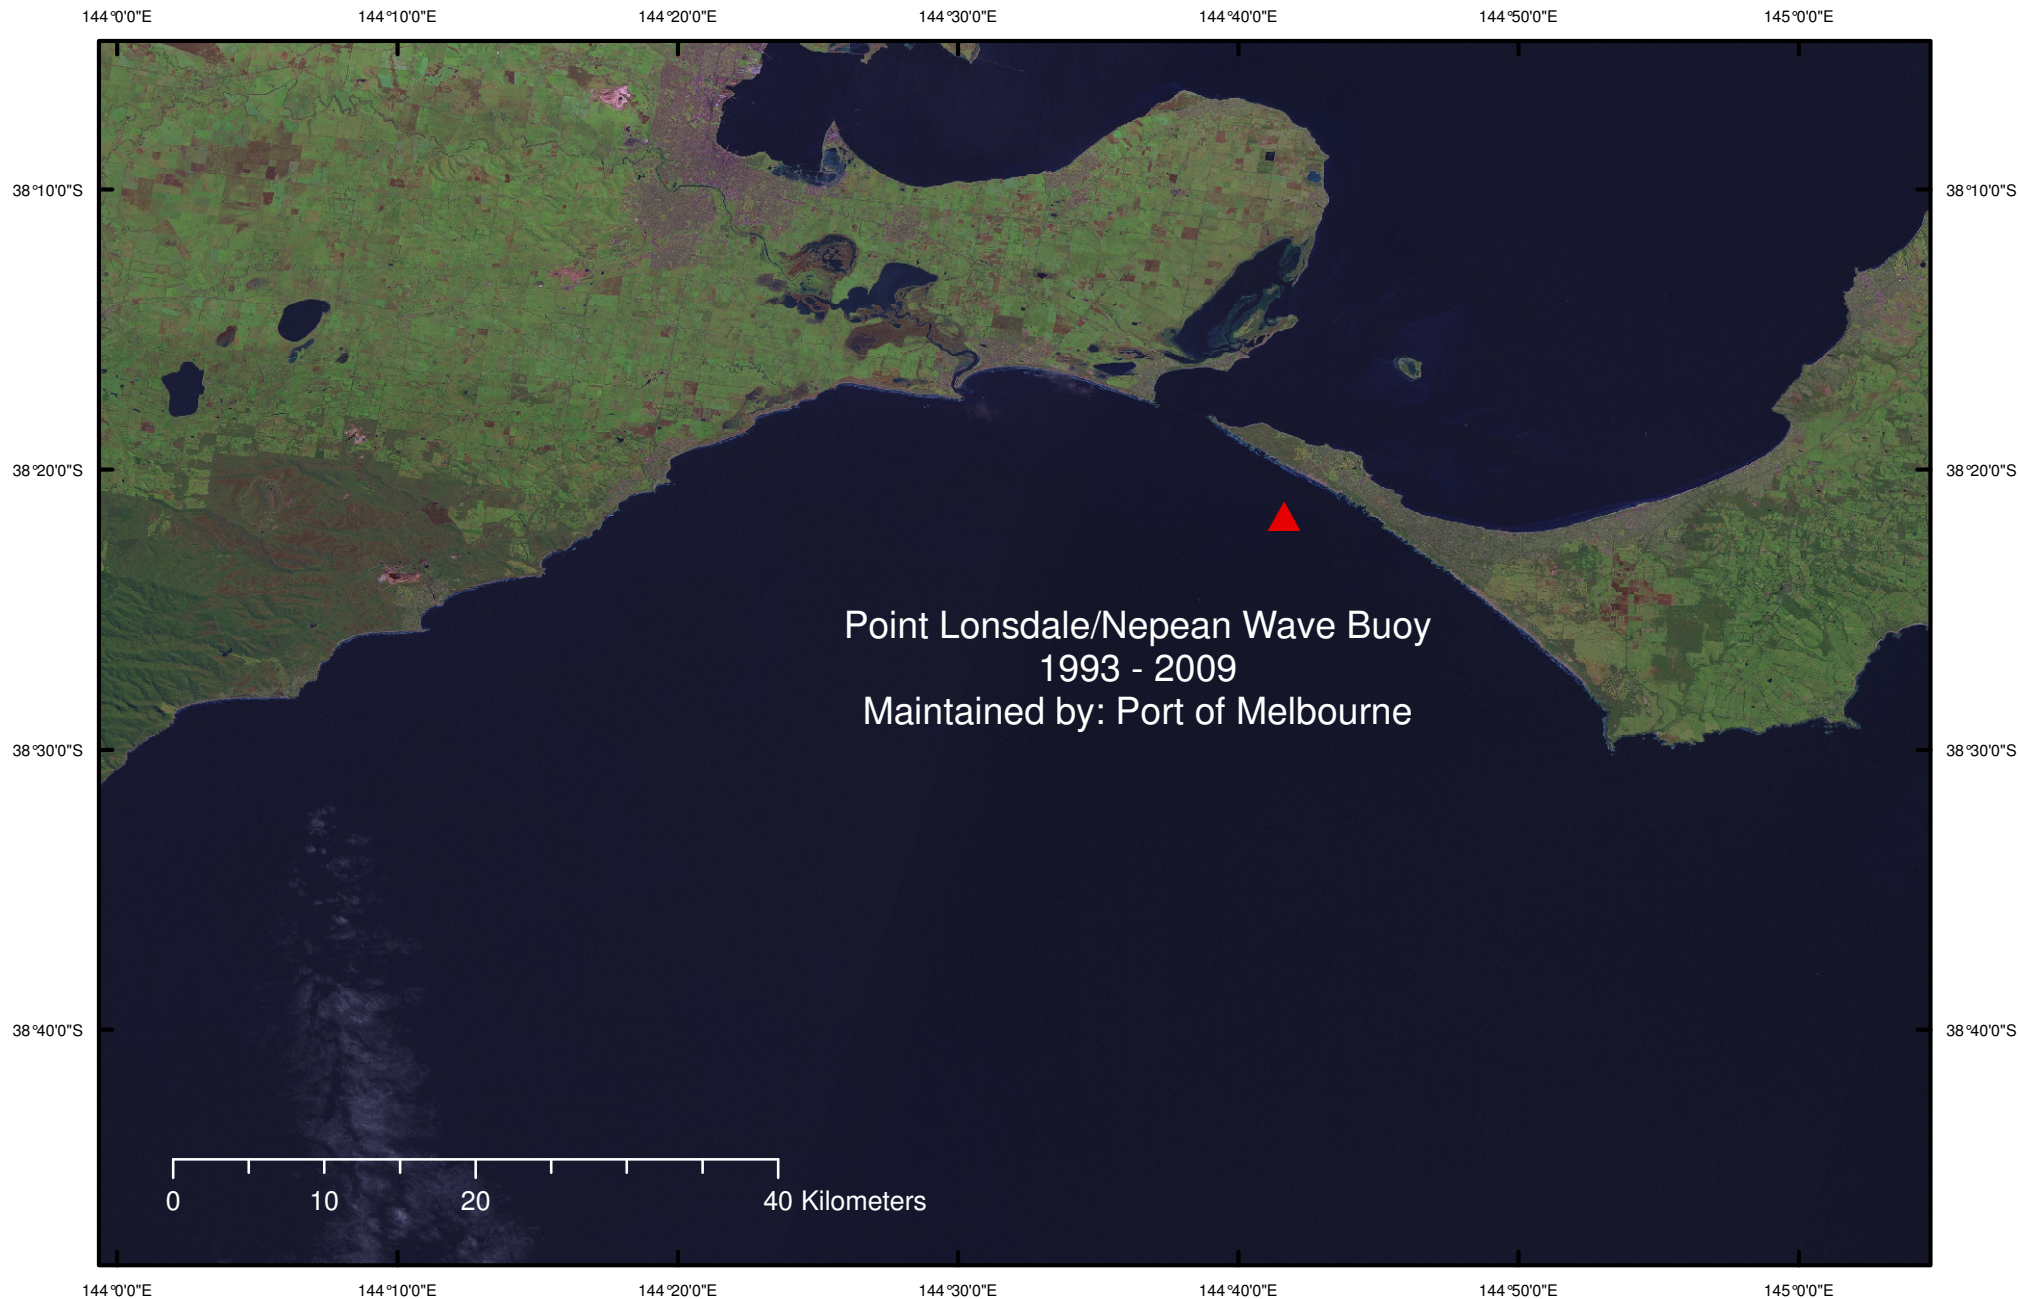 144°0'0"E 144°10'0"E 144°20'0"E 144°30'0"E 144°40'0"E 144°50'0"E 145°0'0"E
38°10'0"S 38°10'0"S
38°20'0"S 38°20'0"S
Point Lonsdale/Nepean Wave Buoy
1993 - 2009
Maintained by: Port of Melbourne
38°30'0"S 38°30'0"S
38°40'0"S 38°40'0"S
0 10 20 40 Kilometers
144°0'0"E 144°10'0"E 144°20'0"E 144°30'0"E 144°40'0"E 144°50'0"E 145°0'0"E